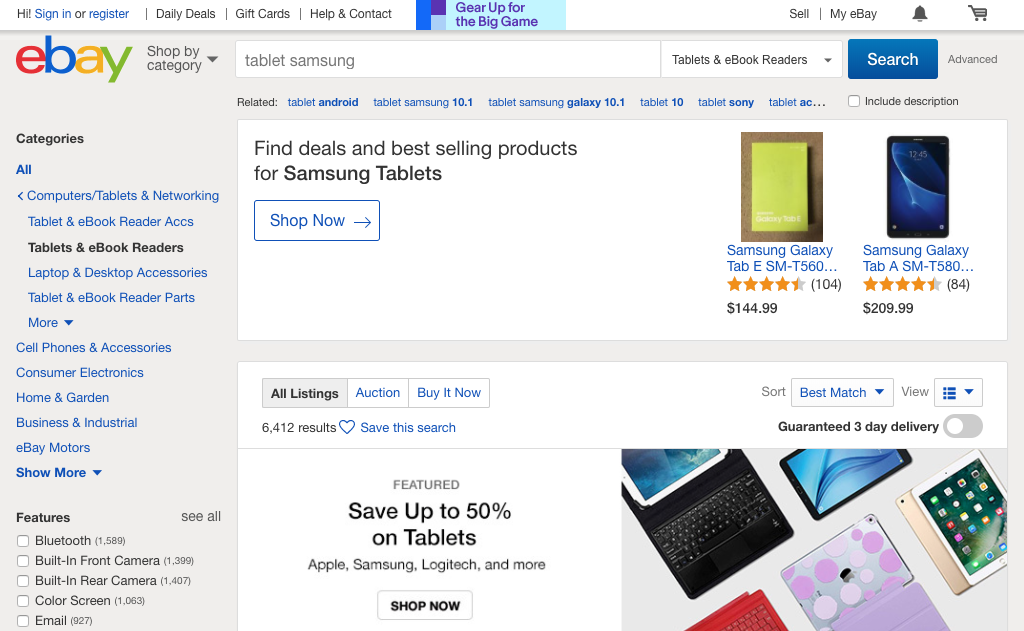 Hi! Sign in or register
Daily Deals
Gift Cards
Help & Contact
Gear Up for
the Big Game
Sell
My eBay
ebay
Shop by
category
tablet samsung
Tablets & eBook Readers
Search
Advanced
Related: tablet android tablet samsung 10.1 tablet samsung galaxy 10.1 tablet 10 tablet sony tablet ac...
Include description
Categories
All
Computers/Tablets & Networking
Tablet & eBook Reader Accs
Tablets & eBook Readers
Laptop & Desktop Accessories
Tablet & eBook Reader Parts
More
Cell Phones & Accessories
Consumer Electronics
Home & Garden
Business & Industrial
eBay Motors
Show More
Features
see all
Bluetooth (1,589)
Built-In Front Camera (1,399)
Built-In Rear Camera (1,407)
Color Screen (1,063)
Email (927)
Find deals and best selling products
for Samsung Tablets
Shop Now
Galaxy Tab E
12:45
Samsung Galaxy
Tab E SM-T560...
(104)
$144.99
Samsung Galaxy
Tab A SM-T580...
(84)
$209.99
All Listings
Auction
Buy It Now
Sort
Best Match
View
6,412 results
Save this search
Guaranteed 3 day delivery
FEATURED
Save Up to 50%
on Tablets
Apple, Samsung, Logitech, and more
SHOP NOW